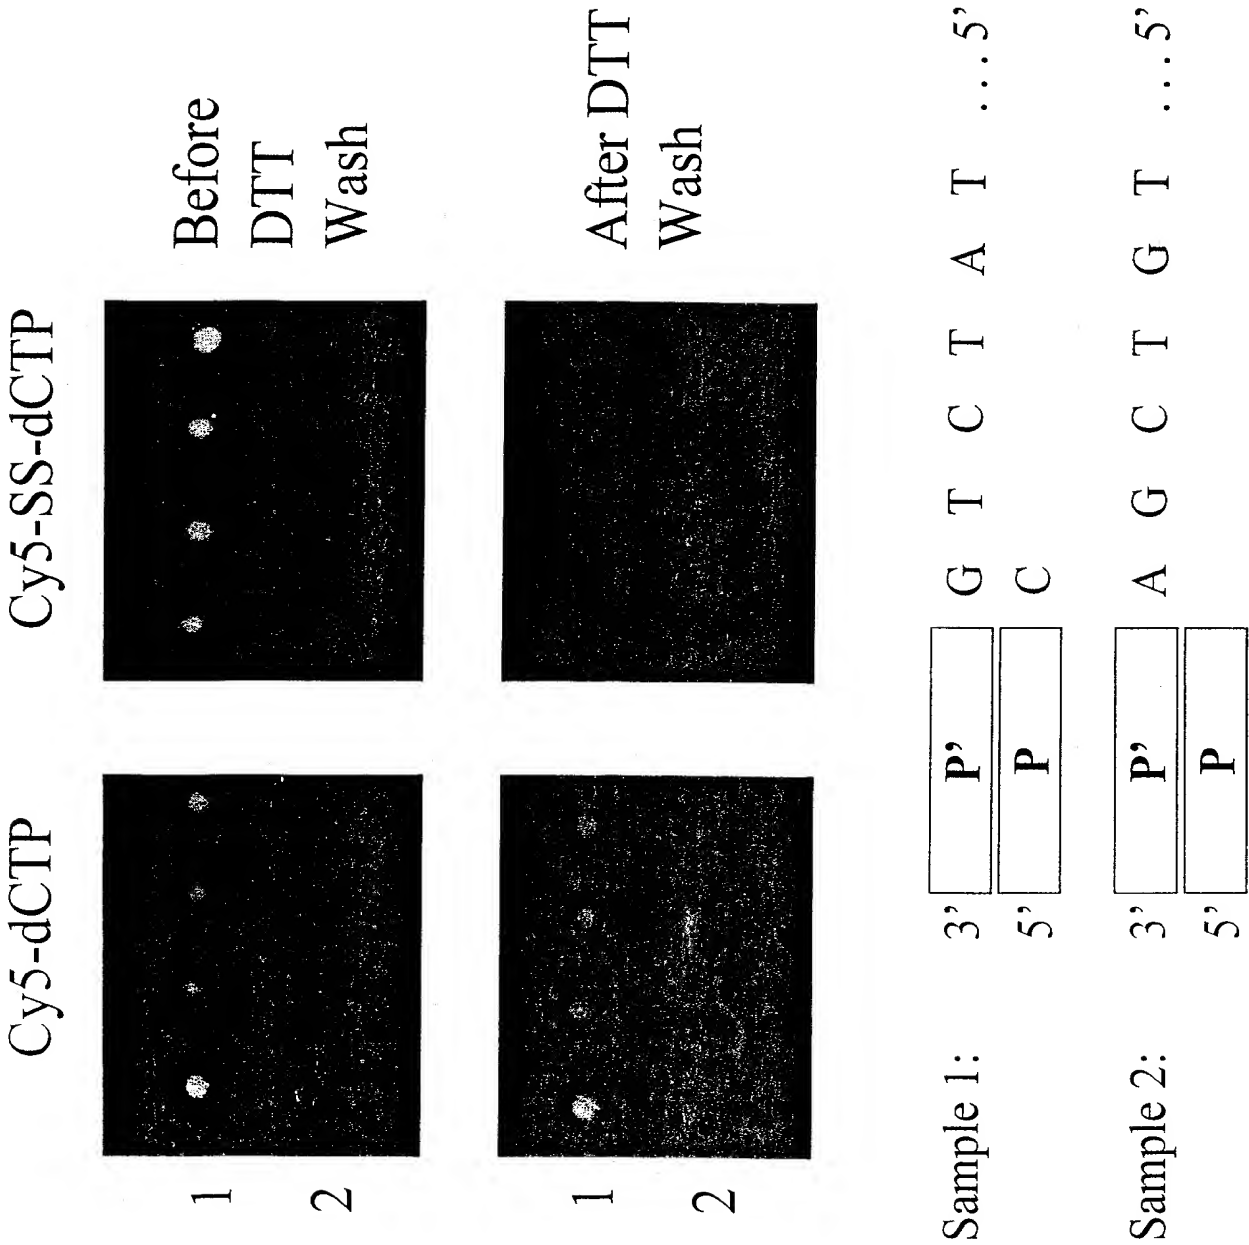 Cy5-dCTP
Cy5-SS-dCTP
1
2
Before
DTT
Wash
1
2
After DTT
Wash
Sample 1:
3’ P’ G T C T A T ....5’
5’ P C
Sample 2:
3’ P’ A G C T G T ....5’
5’ P